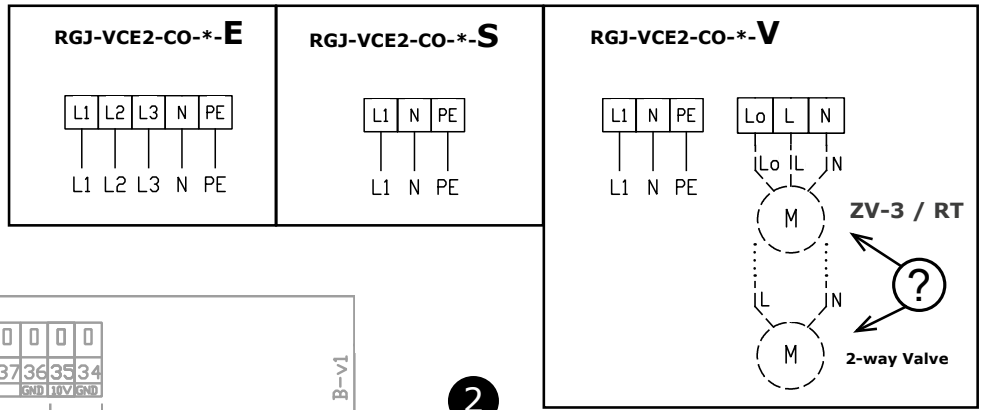 RGJ-VCE2-CO-*-E
L1 L2 L3 N PE
L1 L2 L3 N PE
RGJ-VCE2-CO-*-S
L1 N PE
L1 N PE
RGJ-VCE2-CO-*-V
L1 N PE
L1 N PE
Lo L N
Lo L N
M
ZV-3 / RT
?
L N
M
2-way Valve
37 36 35 34
GND 10V GND
B-v1
2